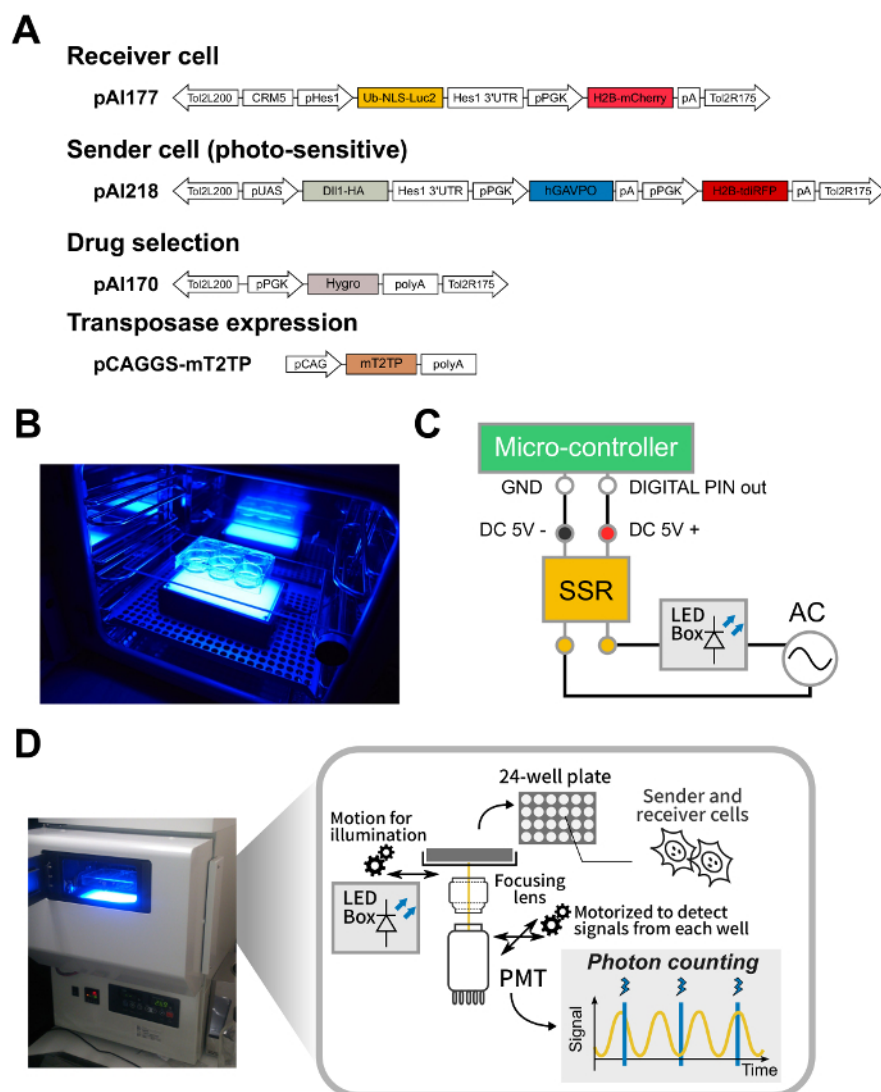 A
Receiver cell
pAI177
Tol2L200 CRM5 pHes1 Ub-NLS-Luc2 Hes1 3'UTR pPGK H2B-mCherry pA Tol2R175
Sender cell (photo-sensitive)
pAI218
Tol2L200 pUAS Dll1-HA Hes1 3'UTR pPGK hGAVPO pA pPGK H2B-tdiRFP pA Tol2R175
Drug selection
pAI170
Tol2L200 pPGK Hygro polyA Tol2R175
Transposase expression
pCAGGS-mT2TP
pCAG mT2TP polyA
B
C
Micro-controller
GND DIGITAL PIN out
DC 5V - DC 5V +
SSR
LED
Box
AC
D
24-well plate
Motion for
illumination
Sender and
receiver cells
LED
Box
Focusing
lens
Motorized to detect
signals from each well
PMT
Photon counting
Signal
Time